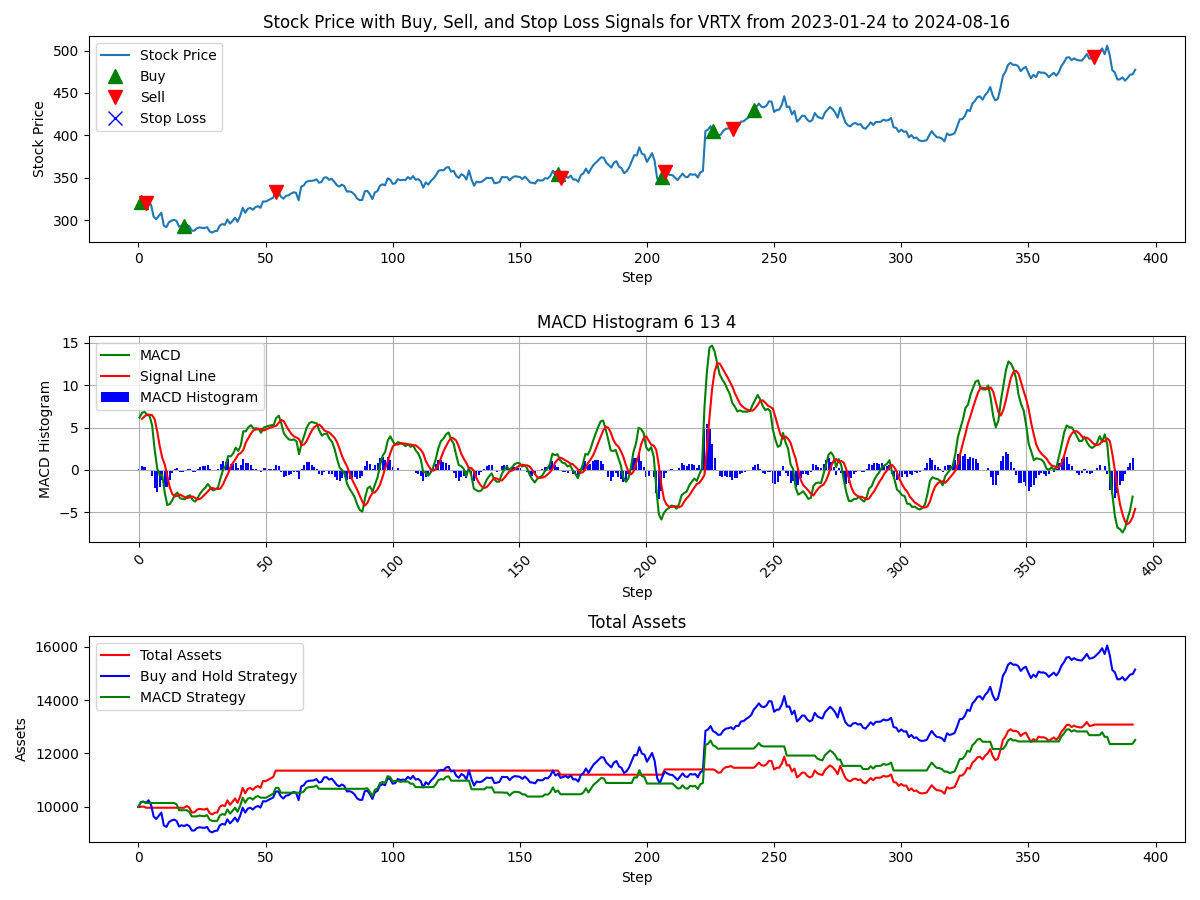 Stock Price with Buy, Sell, and Stop Loss Signals for VRTX from 2023-01-24 to 2024-08-16
500
450
400
350
300
Stock Price
Stock Price
Buy
Sell
Stop Loss
0 50 100 150 200 250 300 350 400
Step
MACD Histogram 6 13 4
15
10
5
0
−5
MACD Histogram
MACD
Signal Line
MACD Histogram
0 50 100 150 200 250 300 350 400
Step
Total Assets
16000
14000
12000
10000
Assets
Total Assets
Buy and Hold Strategy
MACD Strategy
0 50 100 150 200 250 300 350 400
Step